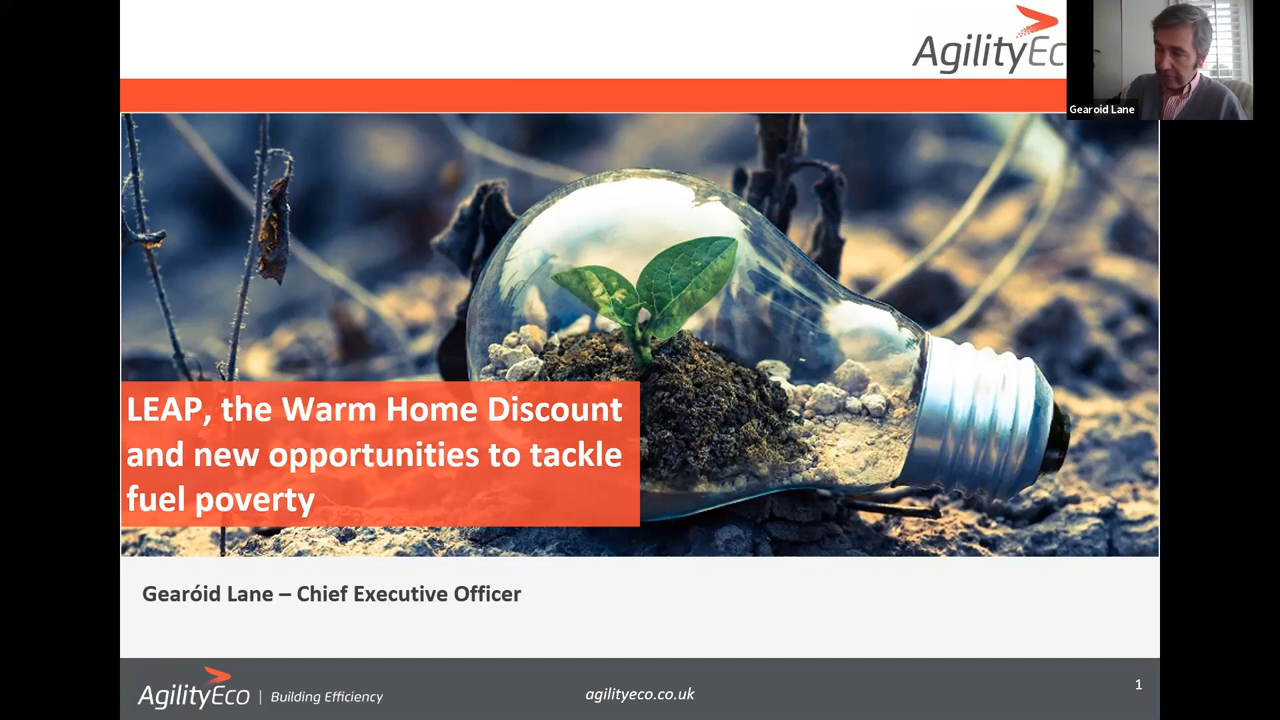 AgilityEc
Gearoid Lane
LEAP, the Warm Home Discount
and new opportunities to tackle
fuel poverty
Gearóid Lane – Chief Executive Officer
AgilityEco | Building Efficiency
agilityeco.co.uk
1